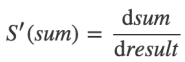 S′(sum) = dsum/dresult